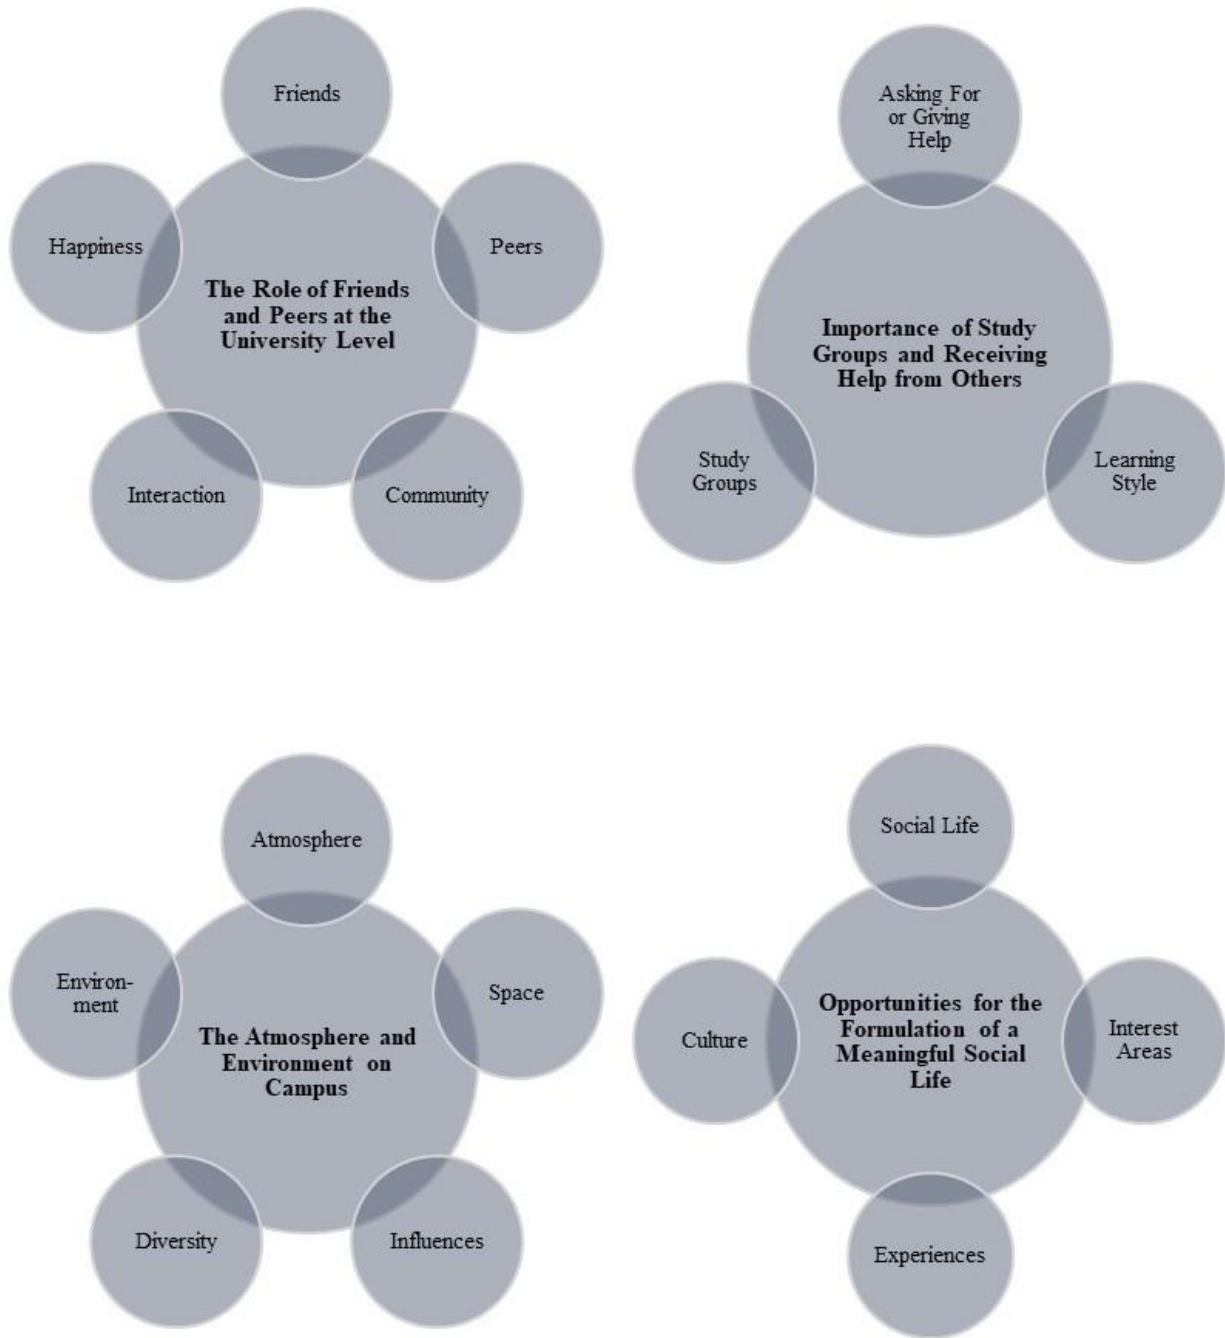 Friends
Happiness
Peers
The Role of Friends
and Peers at the
University Level
Interaction
Community
Asking For
or Giving
Help
Importance of Study
Groups and Receiving
Help from Others
Study
Groups
Learning
Style
Atmosphere
Environ-
ment
Space
The Atmosphere and
Environment on
Campus
Diversity
Influences
Social Life
Culture
Opportunities for the
Formulation of a
Meaningful Social
Life
Interest
Areas
Experiences